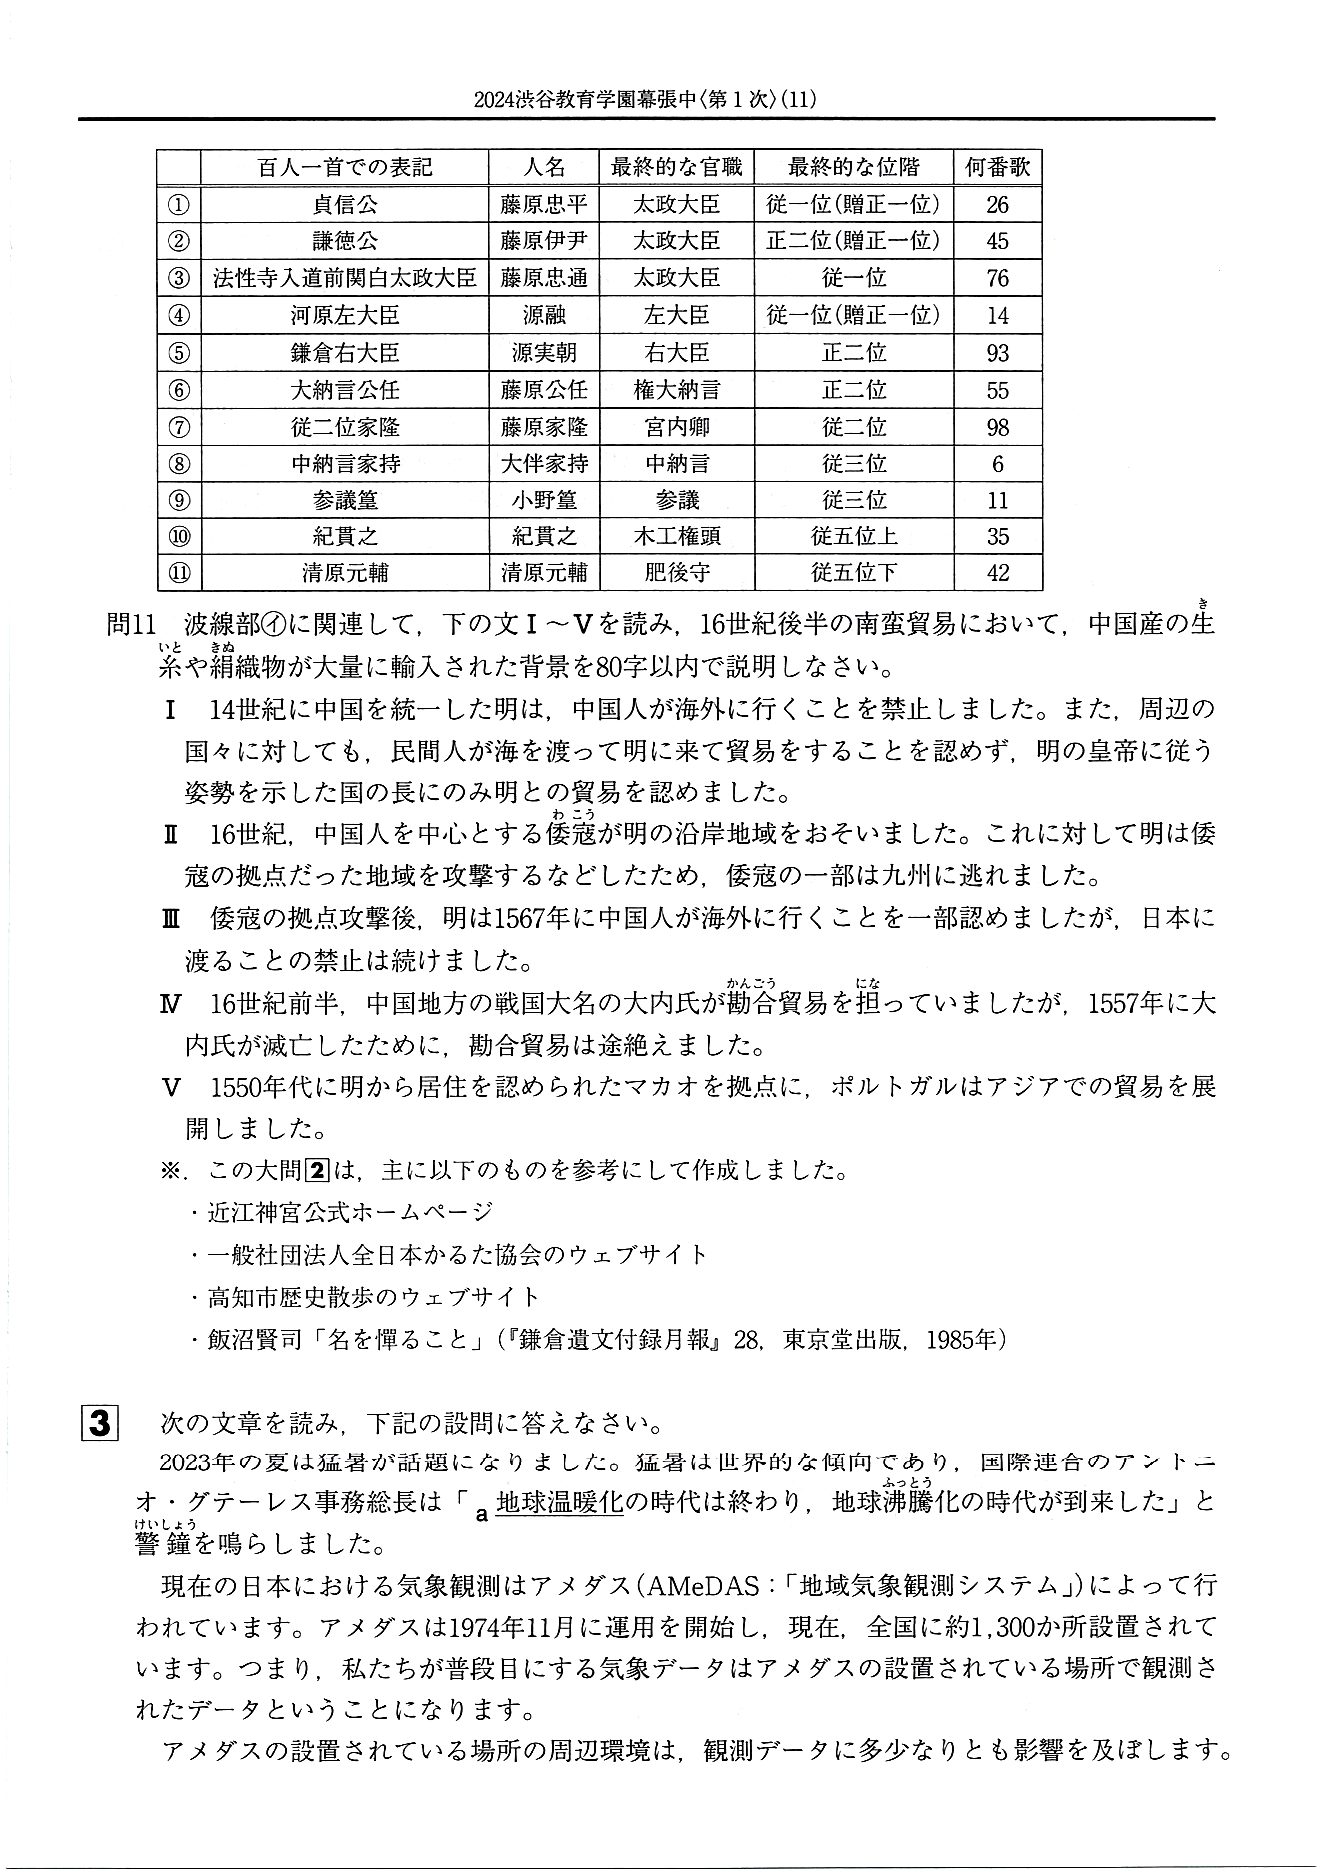 2024渋谷教育学園幕張中〈第1次〉(11)
百人一首での表記 人名 最終的な官職 最終的な位階 何番歌
① 貞信公 藤原忠平 太政大臣 従一位(贈正一位) 26
② 謙徳公 藤原伊尹 太政大臣 正二位(贈正一位) 45
③ 法性寺入道前関白太政大臣 藤原忠通 太政大臣 従一位 76
④ 河原左大臣 源融 左大臣 従一位(贈正一位) 14
⑤ 鎌倉右大臣 源実朝 右大臣 正二位 93
⑥ 大納言公任 藤原公任 権大納言 正二位 55
⑦ 従二位家隆 藤原家隆 宮内卿 従二位 98
⑧ 中納言家持 大伴家持 中納言 従三位 6
⑨ 参議篁 小野篁 参議 従三位 11
⑩ 紀貫之 紀貫之 木工権頭 従五位上 35
⑪ 清原元輔 清原元輔 肥後守 従五位下 42
問11 波線部㋑に関連して，下の文Ⅰ～Ⅴを読み，16世紀後半の南蛮貿易において，中国産の生
糸や絹織物が大量に輸入された背景を80字以内で説明しなさい。
Ⅰ 14世紀に中国を統一した明は，中国人が海外に行くことを禁止しました。また，周辺の
国々に対しても，民間人が海を渡って明に来て貿易をすることを認めず，明の皇帝に従う
姿勢を示した国の長にのみ明との貿易を認めました。
Ⅱ 16世紀，中国人を中心とする倭寇が明の沿岸地域をおそいました。これに対して明は倭
寇の拠点だった地域を攻撃するなどしたため，倭寇の一部は九州に逃れました。
Ⅲ 倭寇の拠点攻撃後，明は1567年に中国人が海外に行くことを一部認めましたが，日本に
渡ることの禁止は続けました。
Ⅳ 16世紀前半，中国地方の戦国大名の大内氏が勘合貿易を担っていましたが，1557年に大
内氏が滅亡したために，勘合貿易は途絶えました。
Ⅴ 1550年代に明から居住を認められたマカオを拠点に，ポルトガルはアジアでの貿易を展
開しました。
※．この大問2は，主に以下のものを参考にして作成しました。
・近江神宮公式ホームページ
・一般社団法人全日本かるた協会のウェブサイト
・高知市歴史散歩のウェブサイト
・飯沼賢司「名を憚ること」（『鎌倉遺文付録月報』28，東京堂出版，1985年）
3 次の文章を読み，下記の設問に答えなさい。
2023年の夏は猛暑が話題になりました。猛暑は世界的な傾向であり，国際連合のアントニ
オ・グテーレス事務総長は「a地球温暖化の時代は終わり，地球沸騰化の時代が到来した」と
警鐘を鳴らしました。
現在の日本における気象観測はアメダス(AMeDAS：「地域気象観測システム」)によって行
われています。アメダスは1974年11月に運用を開始し，現在，全国に約1,300か所設置されて
います。つまり，私たちが普段目にする気象データはアメダスの設置されている場所で観測さ
れたデータということになります。
アメダスの設置されている場所の周辺環境は，観測データに多少なりとも影響を及ぼします。